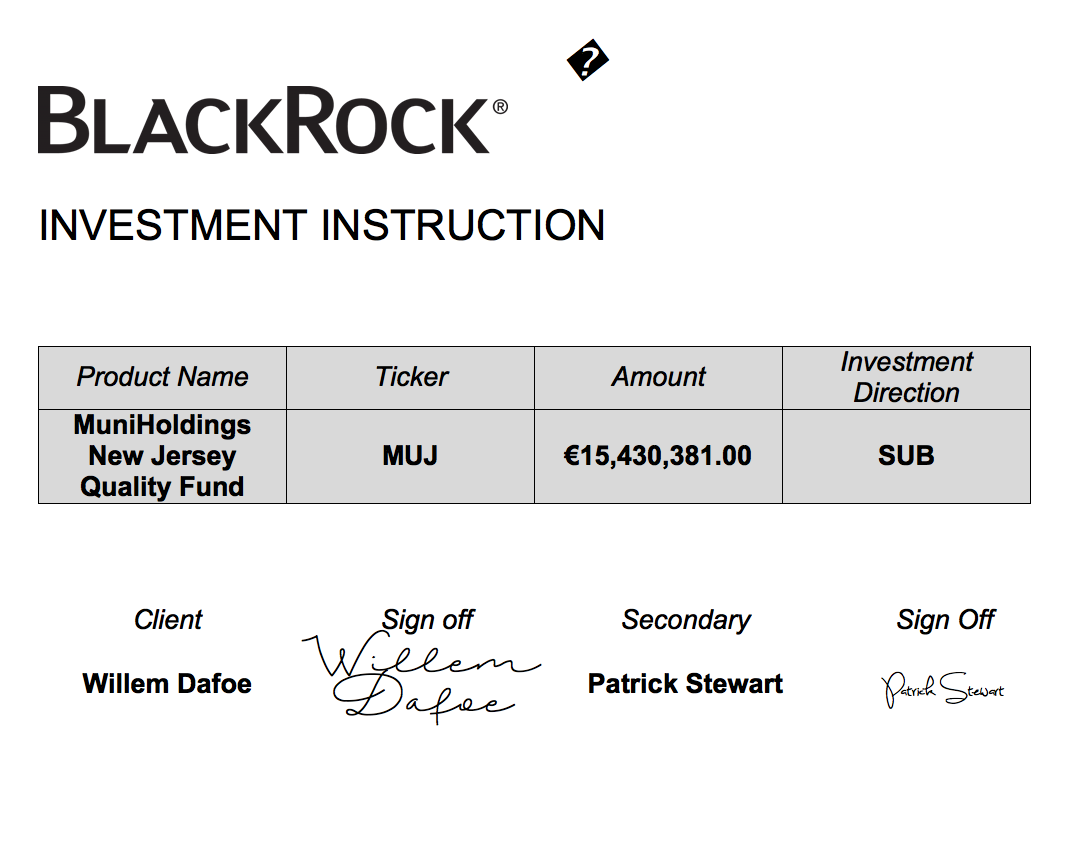 �
BLACKROCK®
INVESTMENT INSTRUCTION
Product Name
Ticker
Amount
Investment
Direction
MuniHoldings
New Jersey
Quality Fund
MUJ
€15,430,381.00
SUB
Client
Sign off
Secondary
Sign Off
Willem Dafoe
Willem
Dafoe
Patrick Stewart
Patrick Stewart